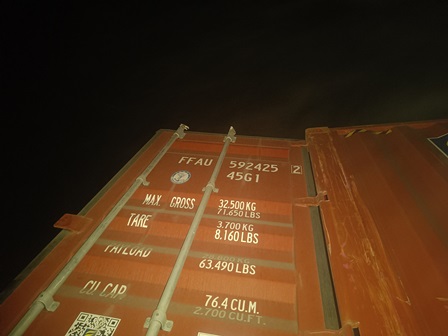 FFAU 592425 2
45G1
MAX. GROSS 32.500 KG
71.650 LBS
TARE 3.700 KG
8.160 LBS
PAYLOAD
63.490 LBS
CU. CAP. 76.4 CU.M.
2.700 CU.FT.